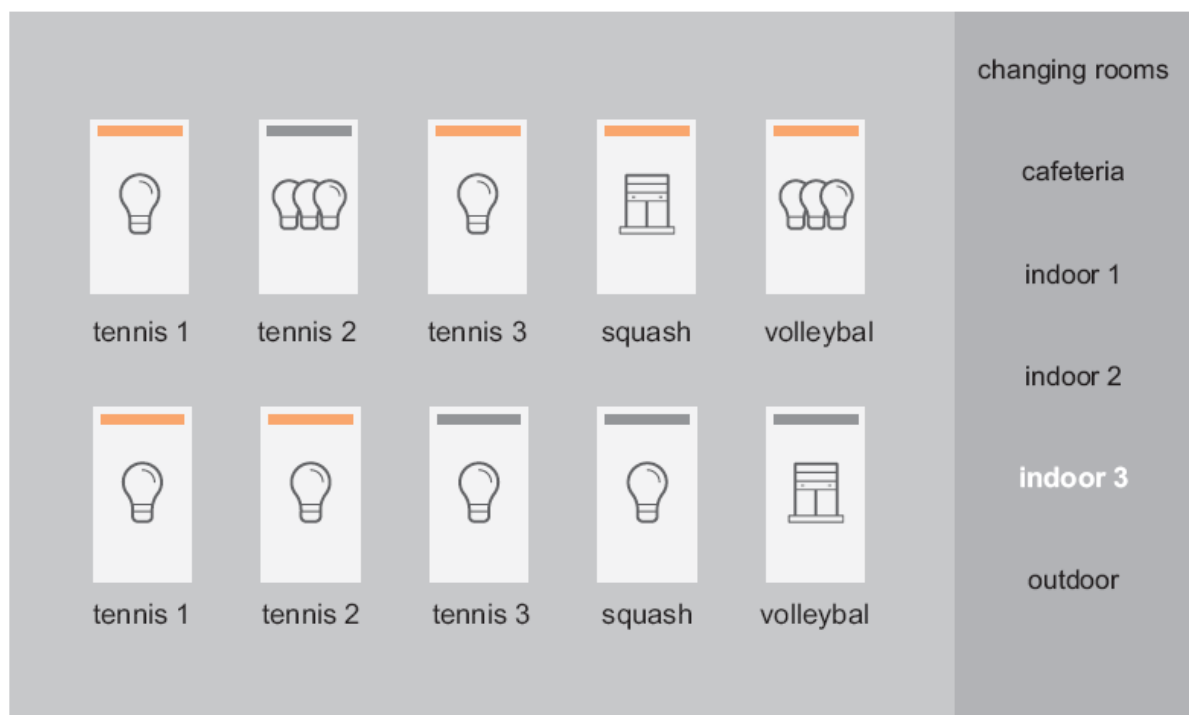 changing rooms
cafeteria
tennis 1 tennis 2 tennis 3 squash volleybal
indoor 1
indoor 2
tennis 1 tennis 2 tennis 3 squash volleybal
indoor 3
outdoor